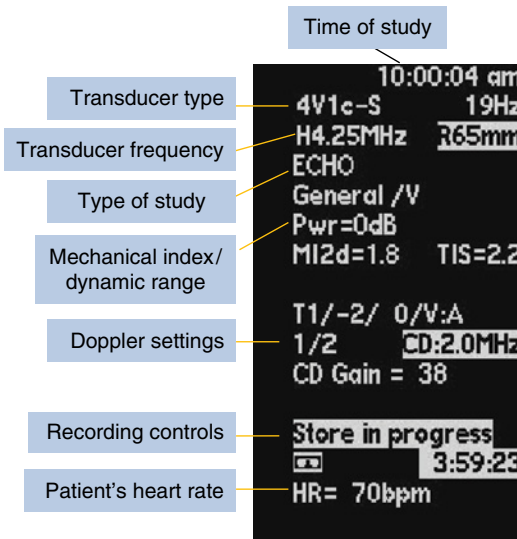 Time of study
10:00:04 am
Transducer type
4V1c-S 19Hz
Transducer frequency
H4.25MHz R65mm
Type of study
ECHO
General /V
Mechanical index/
dynamic range
Pwr=0dB
MI2d=1.8 TIS=2.2
T1/-2/ 0/V:A
Doppler settings
1/2 CD:2.0MHz
CD Gain = 38
Recording controls
Store in progress
3:59:23
Patient's heart rate
HR= 70bpm